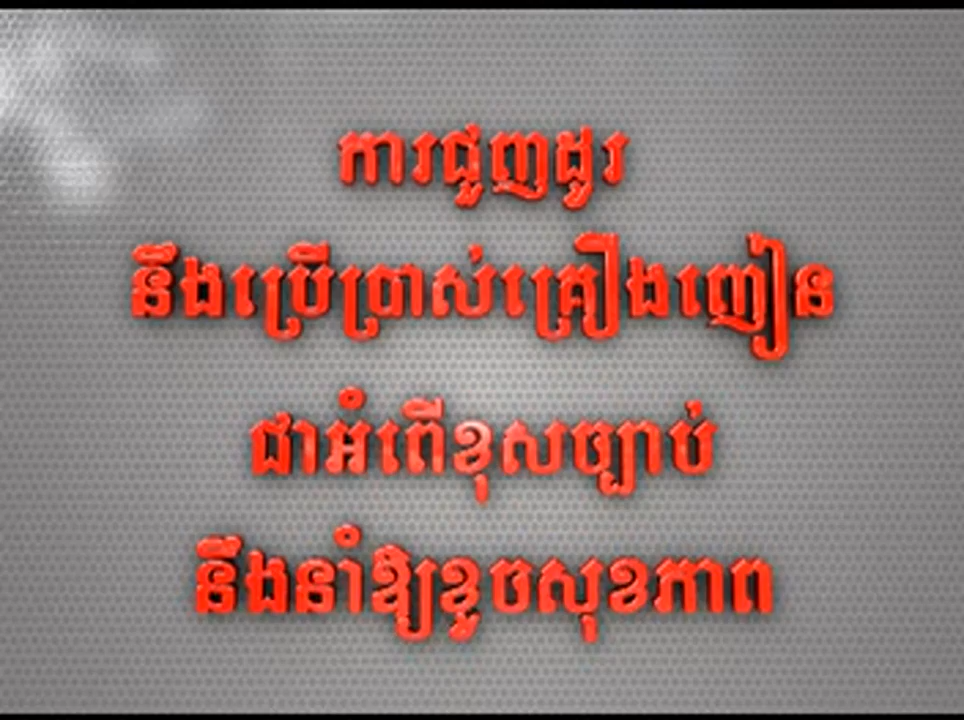 ការជួញដូរ
នឹងប្រើប្រាស់គ្រឿងញៀន
ជាអំពើខុសច្បាប់
នឹងនាំឱ្យខូចសុខភាព